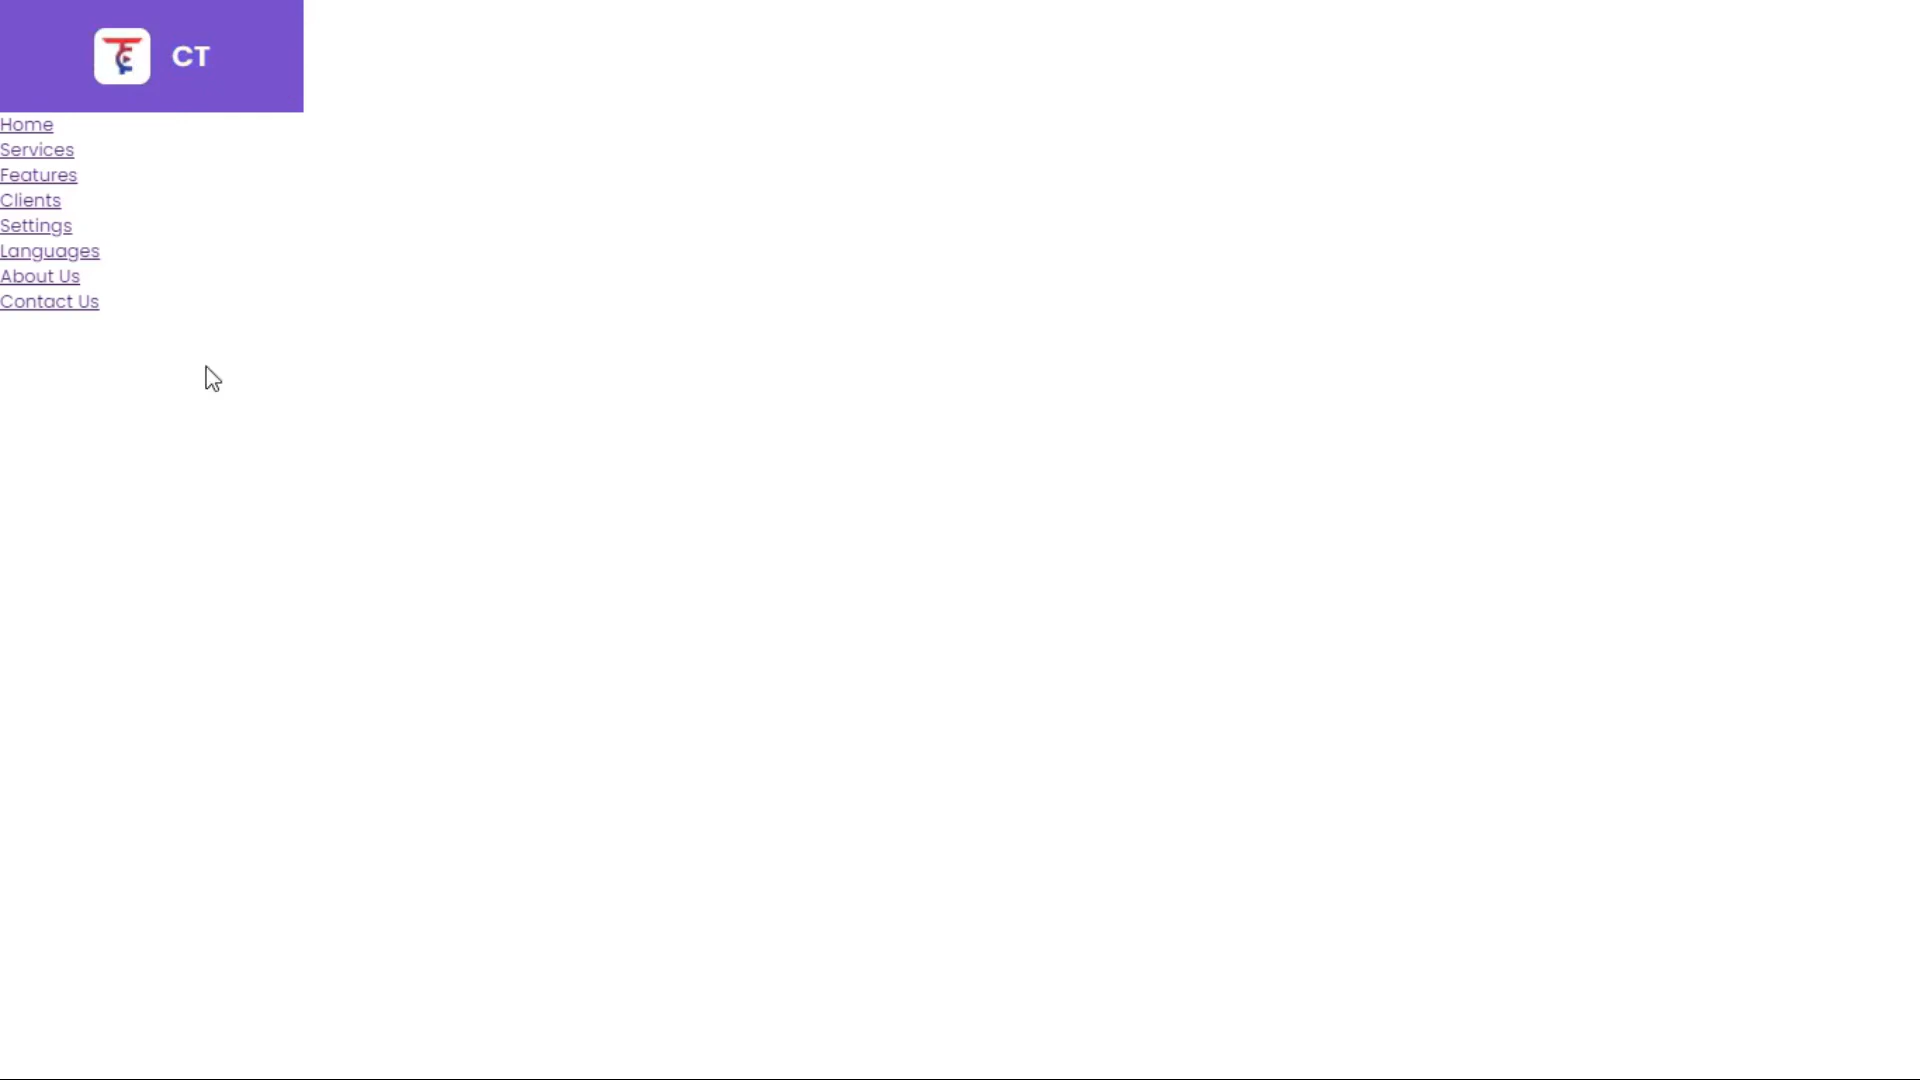 CT
Home
Services
Features
Clients
Settings
Languages
About Us
Contact Us